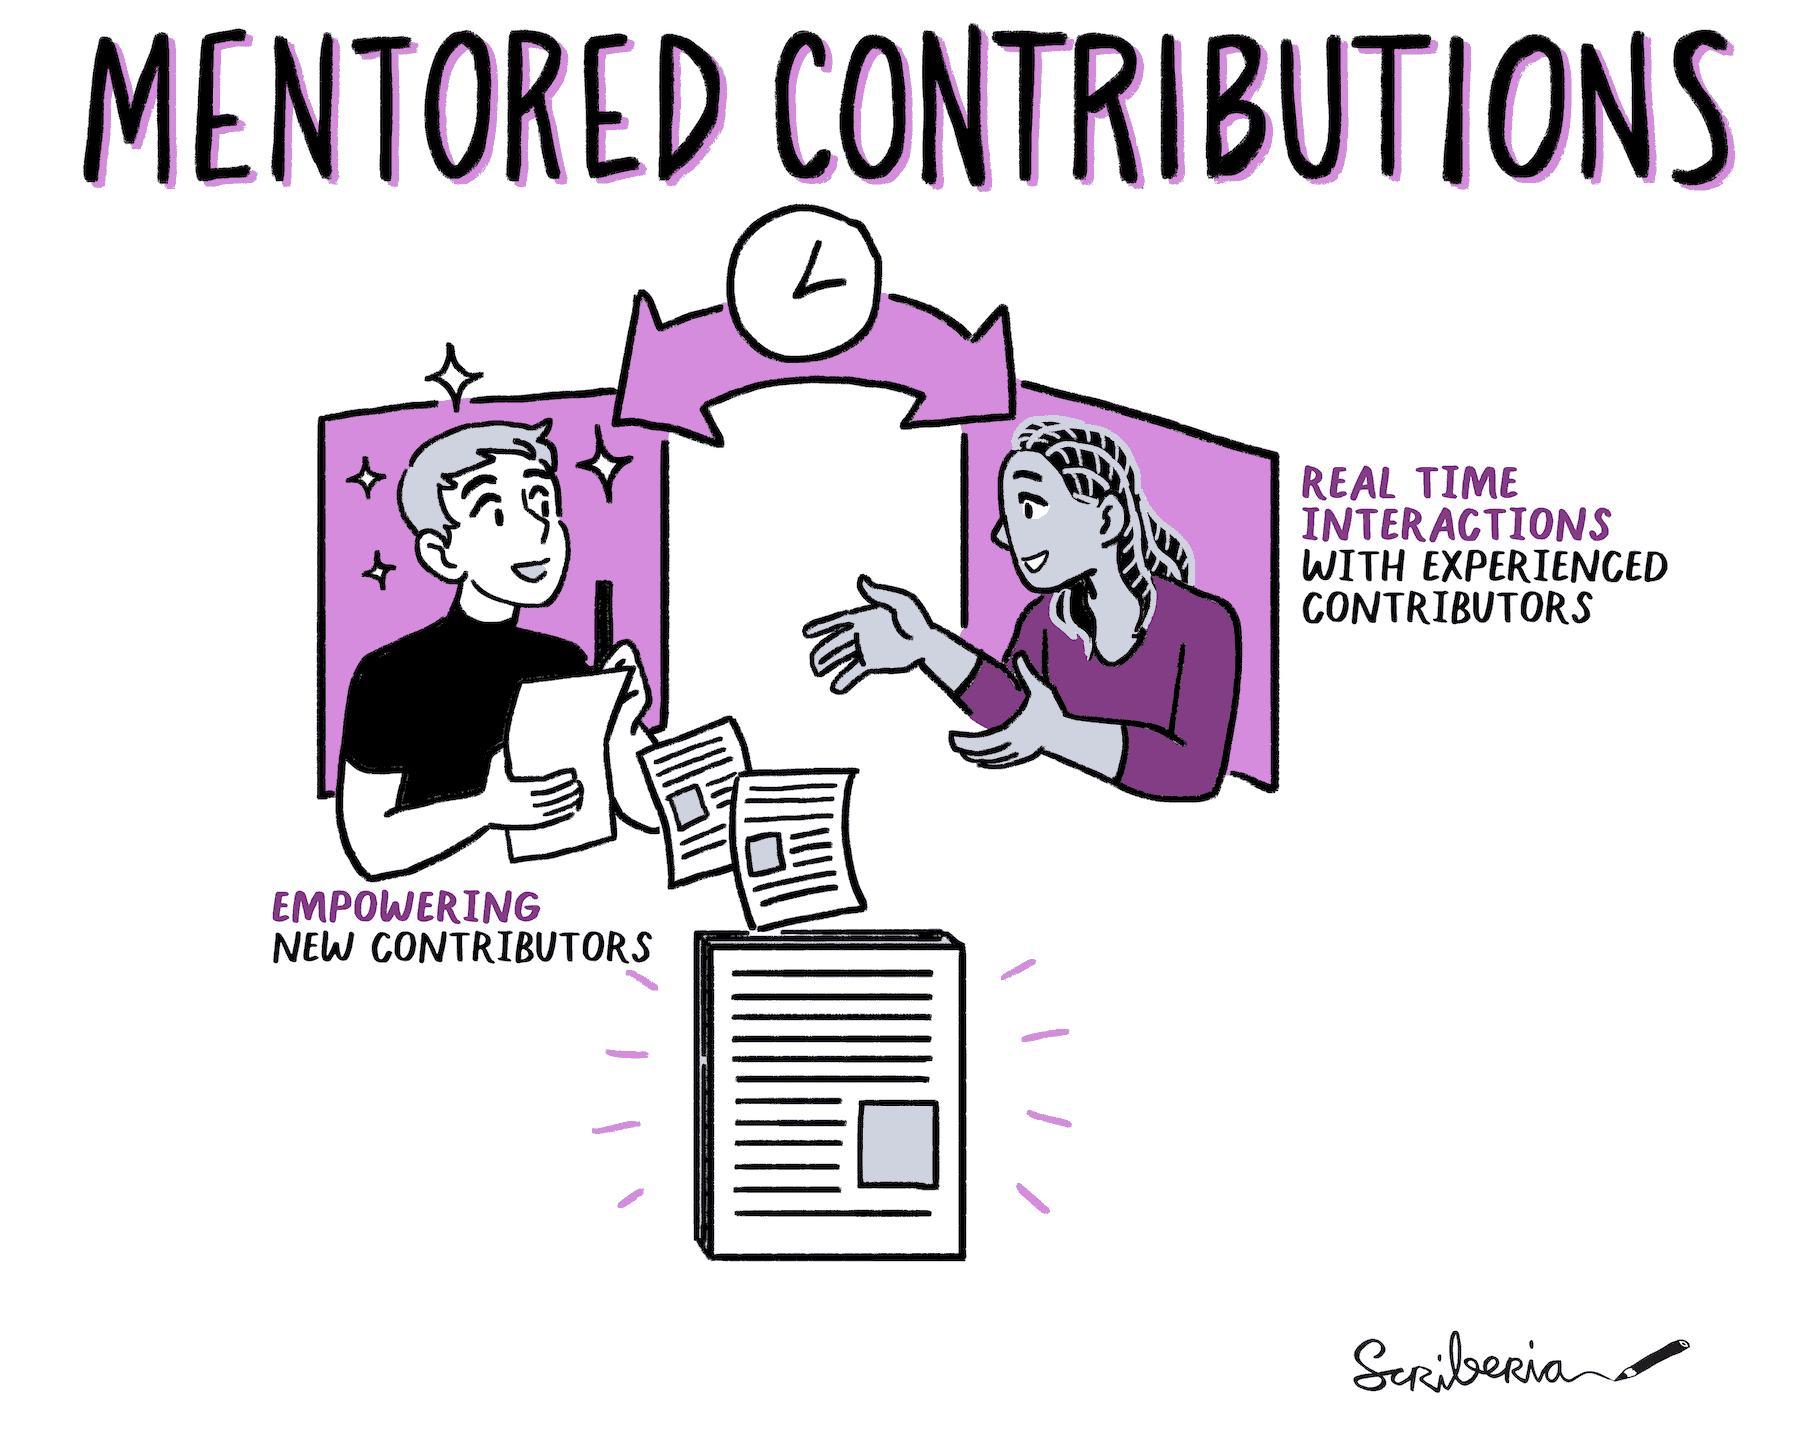 MENTORED CONTRIBUTIONS
REAL TIME
INTERACTIONS
WITH EXPERIENCED
CONTRIBUTORS
EMPOWERING
NEW CONTRIBUTORS
Scriberia